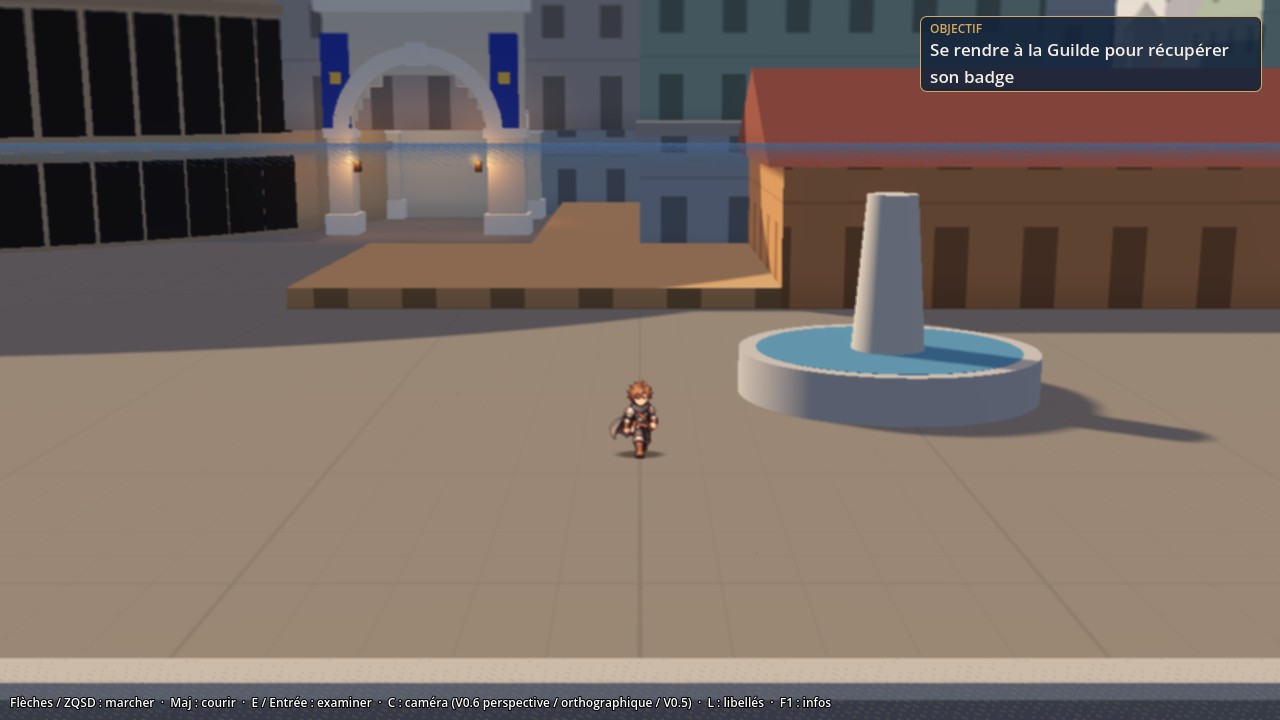 OBJECTIF
Se rendre à la Guilde pour récupérer
son badge
Flèches / ZQSD : marcher · Maj : courir · E / Entrée : examiner · C : caméra (V0.6 perspective / orthographique / V0.5) · L : libellés · F1 : infos